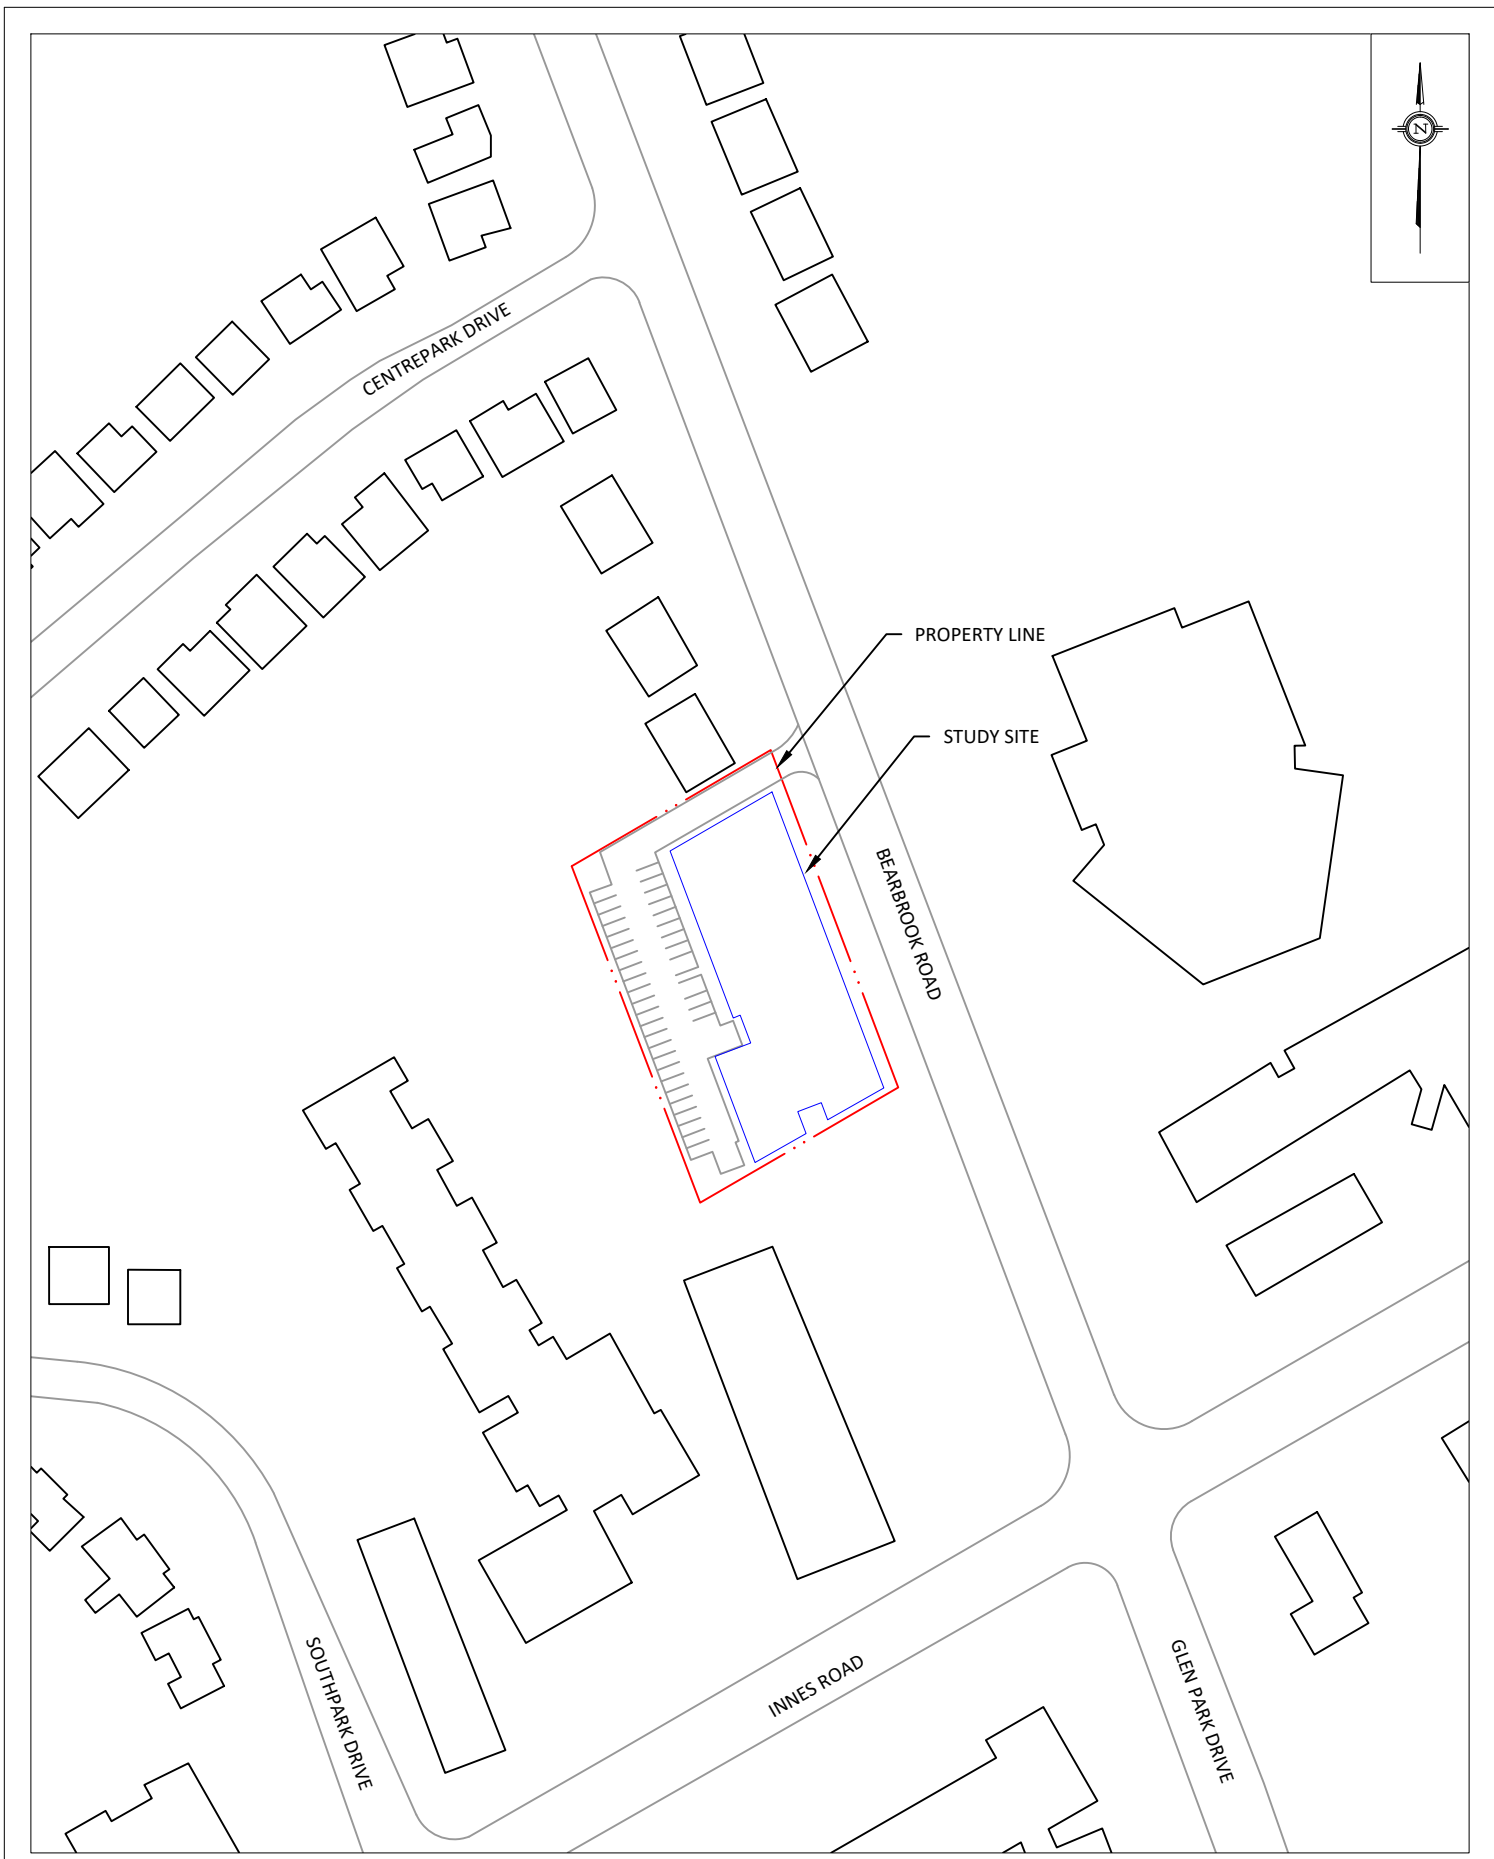 N
CENTREPARK DRIVE
PROPERTY LINE
STUDY SITE
BEARBROOK ROAD
SOUTHPARK DRIVE
INNES ROAD
GLEN PARK DRIVE